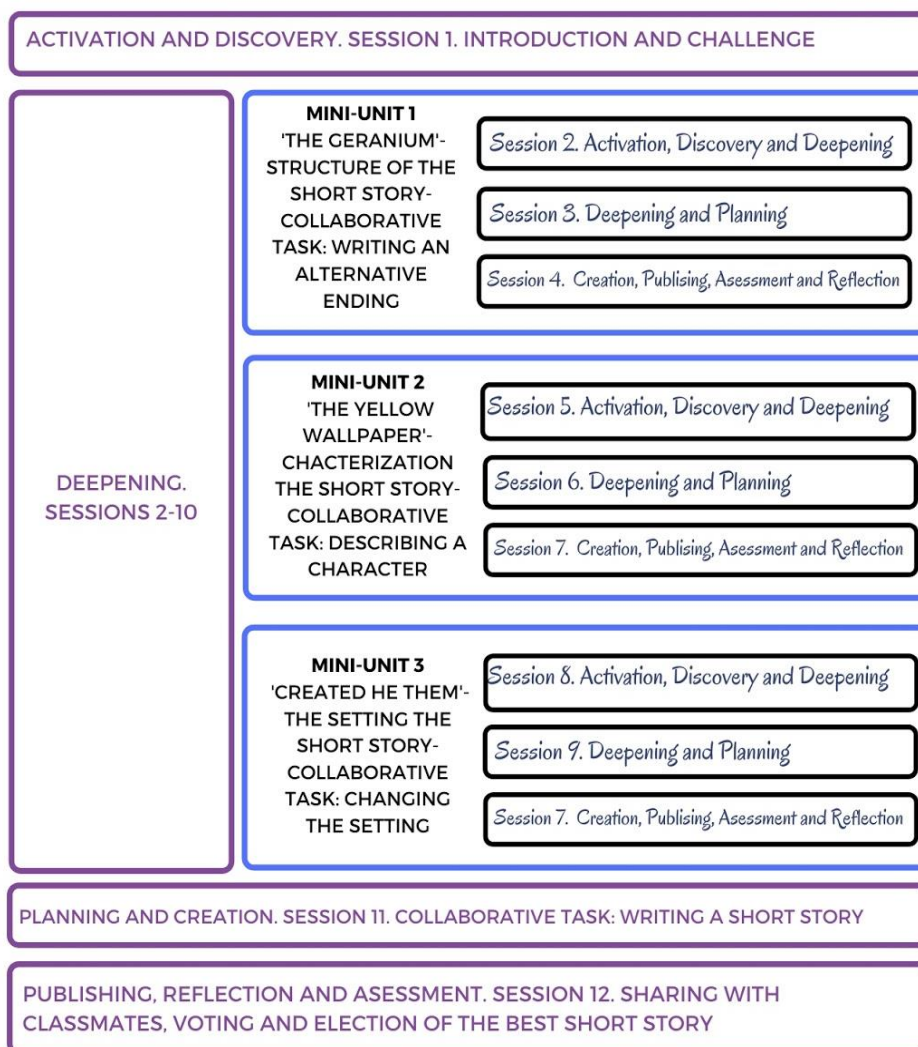 ACTIVATION AND DISCOVERY. SESSION 1. INTRODUCTION AND CHALLENGE
DEEPENING.
SESSIONS 2-10
MINI-UNIT 1
'THE GERANIUM'-
STRUCTURE OF THE
SHORT STORY-
COLLABORATIVE
TASK: WRITING AN
ALTERNATIVE
ENDING
Session 2. Activation, Discovery and Deepening
Session 3. Deepening and Planning
Session 4. Creation, Publising, Asessment and Reflection
MINI-UNIT 2
'THE YELLOW
WALLPAPER'-
CHACTERIZATION
THE SHORT STORY-
COLLABORATIVE
TASK: DESCRIBING A
CHARACTER
Session 5. Activation, Discovery and Deepening
Session 6. Deepening and Planning
Session 7. Creation, Publising, Asessment and Reflection
MINI-UNIT 3
'CREATED HE THEM'-
THE SETTING THE
SHORT STORY-
COLLABORATIVE
TASK: CHANGING
THE SETTING
Session 8. Activation, Discovery and Deepening
Session 9. Deepening and Planning
Session 7. Creation, Publising, Asessment and Reflection
PLANNING AND CREATION. SESSION 11. COLLABORATIVE TASK: WRITING A SHORT STORY
PUBLISHING, REFLECTION AND ASESSMENT. SESSION 12. SHARING WITH
CLASSMATES, VOTING AND ELECTION OF THE BEST SHORT STORY